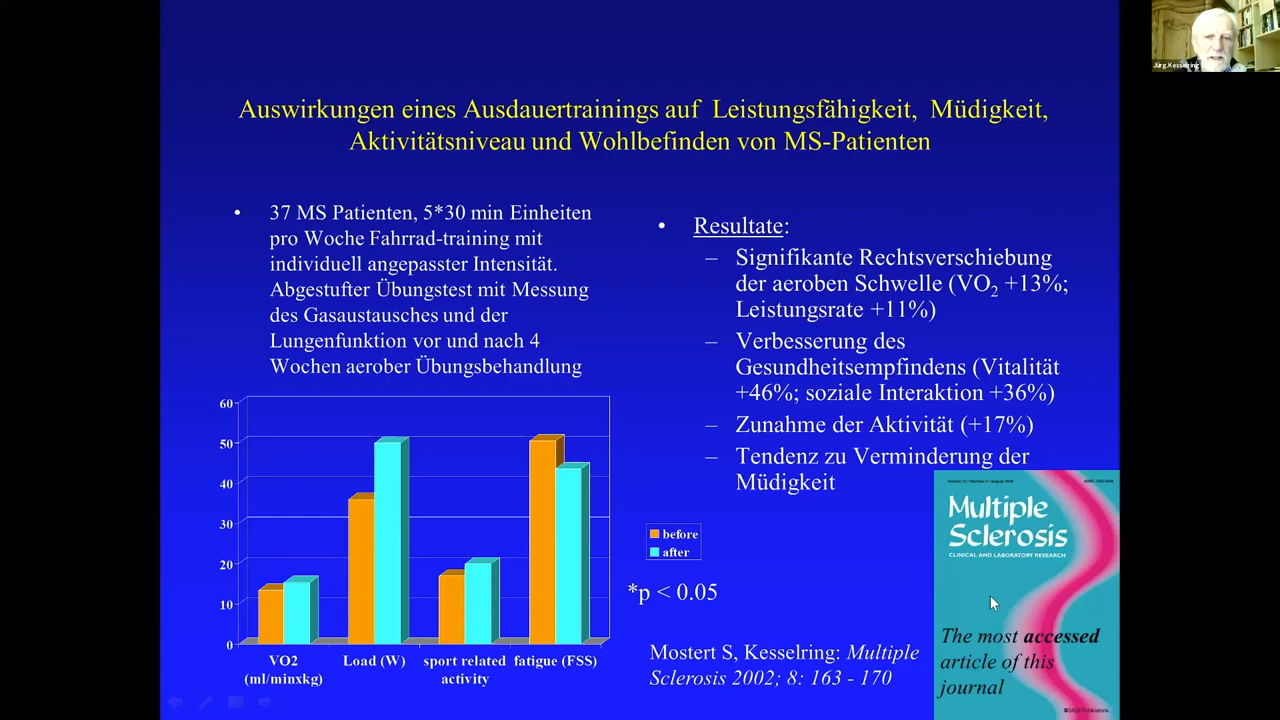 Jürg Kesselring
Auswirkungen eines Ausdauertrainings auf Leistungsfähigkeit, Müdigkeit,
Aktivitätsniveau und Wohlbefinden von MS-Patienten
• 37 MS Patienten, 5*30 min Einheiten
pro Woche Fahrrad-training mit
individuell angepasster Intensität.
Abgestufter Übungstest mit Messung
des Gasaustausches und der
Lungenfunktion vor und nach 4
Wochen aerober Übungsbehandlung
• Resultate:
– Signifikante Rechtsverschiebung
der aeroben Schwelle (VO2 +13%;
Leistungsrate +11%)
– Verbesserung des
Gesundheitsempfindens (Vitalität
+46%; soziale Interaktion +36%)
– Zunahme der Aktivität (+17%)
– Tendenz zu Verminderung der
Müdigkeit
60
50
40
30
20
10
0
VO2
(ml/minxkg)
Load (W)
sport related
activity
fatigue (FSS)
before
after
*p < 0.05
Mostert S, Kesselring: Multiple
Sclerosis 2002; 8: 163 - 170
Multiple
Sclerosis
CLINICAL AND LABORATORY RESEARCH
The most accessed
article of this
journal